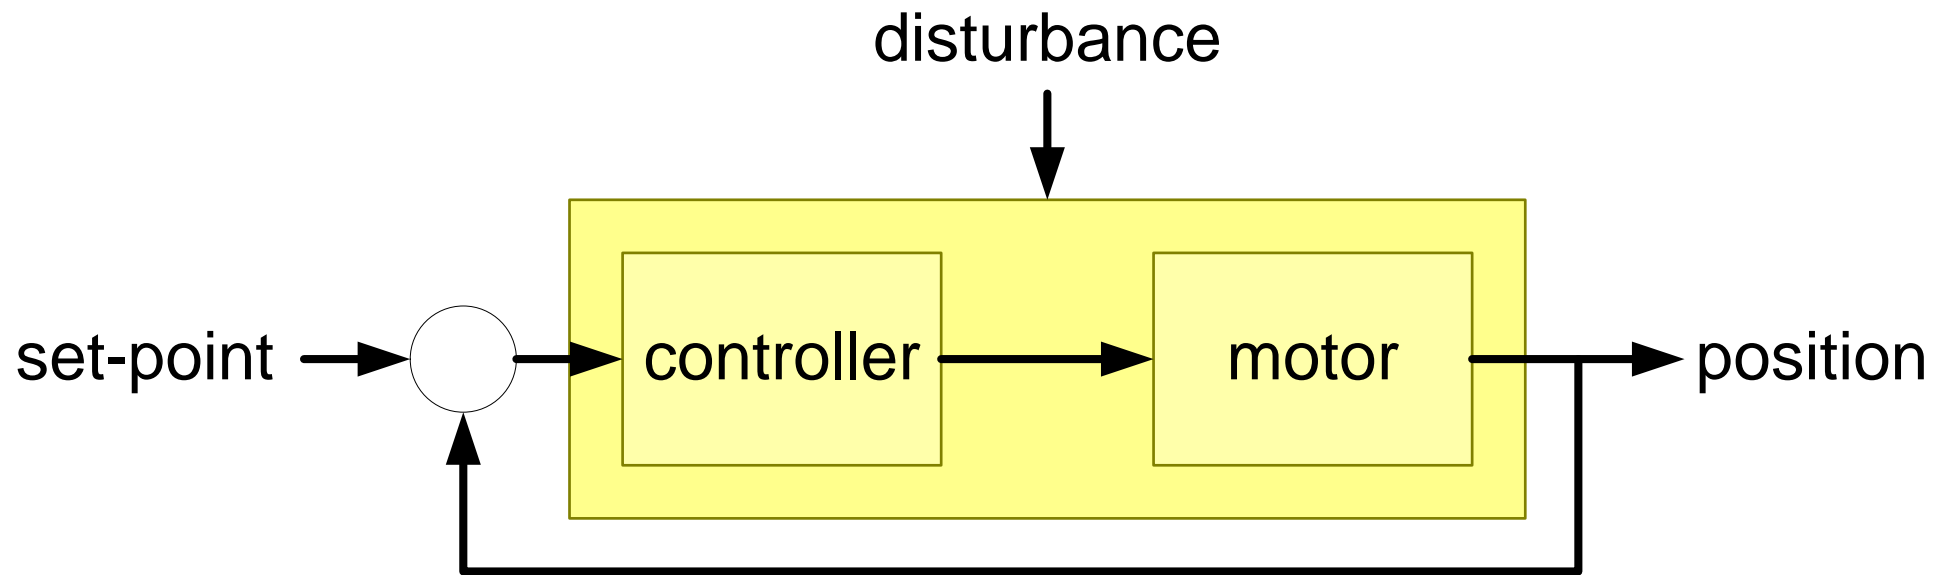 disturbance
set-point
controller
motor
position